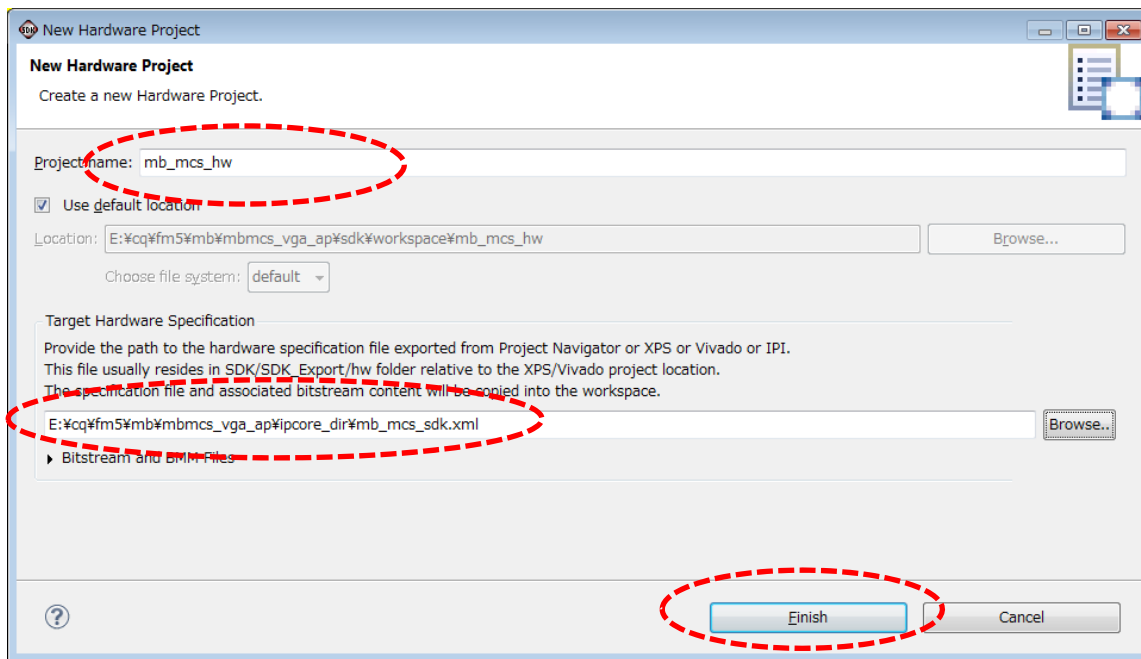 SDK New Hardware Project
New Hardware Project
Create a new Hardware Project.
Project name: mb_mcs_hw
Use default location
Location: E:¥cq¥fm5¥mb¥mbmcs_vga_ap¥sdk¥workspace¥mb_mcs_hw Browse...
Choose file system: default
Target Hardware Specification
Provide the path to the hardware specification file exported from Project Navigator or XPS or Vivado or IPI.
This file usually resides in SDK/SDK_Export/hw folder relative to the XPS/Vivado project location.
The specification file and associated bitstream content will be copied into the workspace.
E:¥cq¥fm5¥mb¥mbmcs_vga_ap¥ipcore_dir¥mb_mcs_sdk.xml Browse..
Bitstream and BMM Files
? Finish Cancel